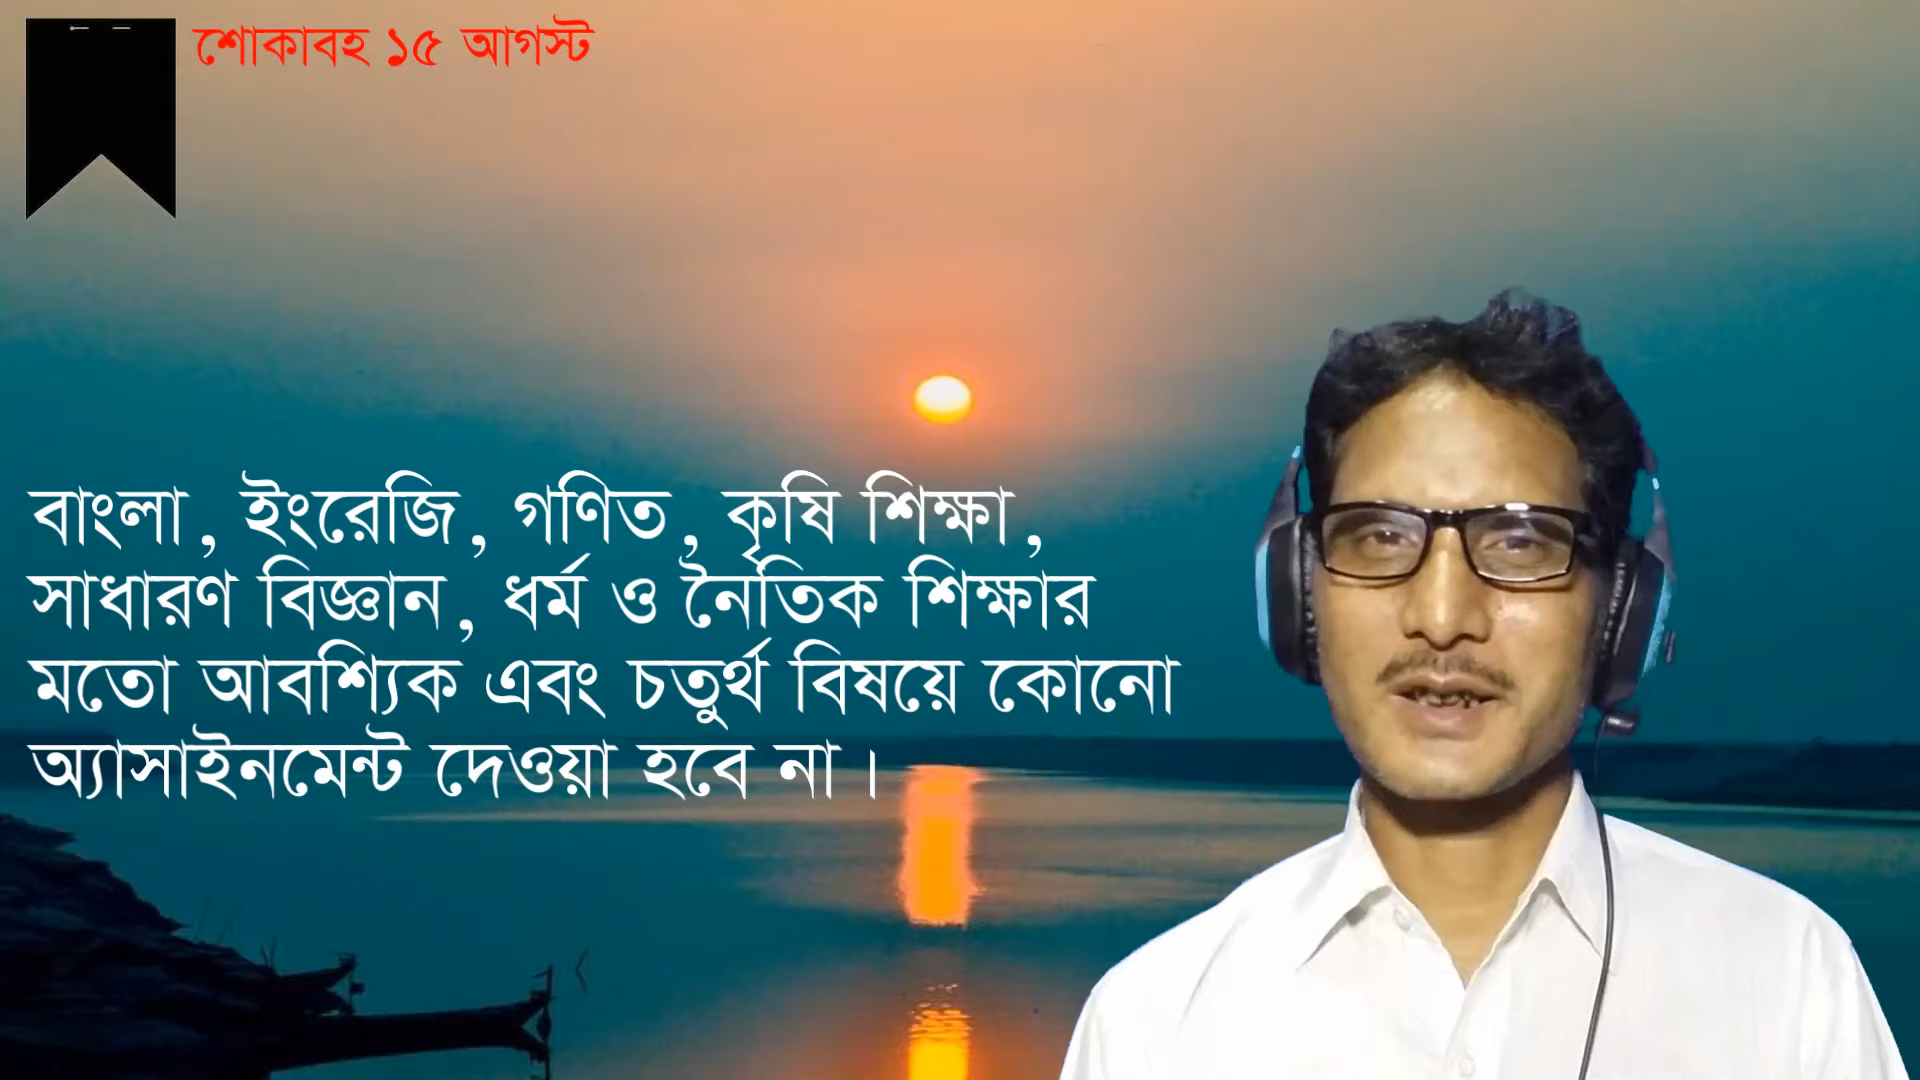 শোকাবহ ১৫ আগস্ট
বাংলা, ইংরেজি, গণিত, কৃষি শিক্ষা,
সাধারণ বিজ্ঞান, ধর্ম ও নৈতিক শিক্ষার
মতো আবশ্যিক এবং চতুর্থ বিষয়ে কোনো
অ্যাসাইনমেন্ট দেওয়া হবে না।